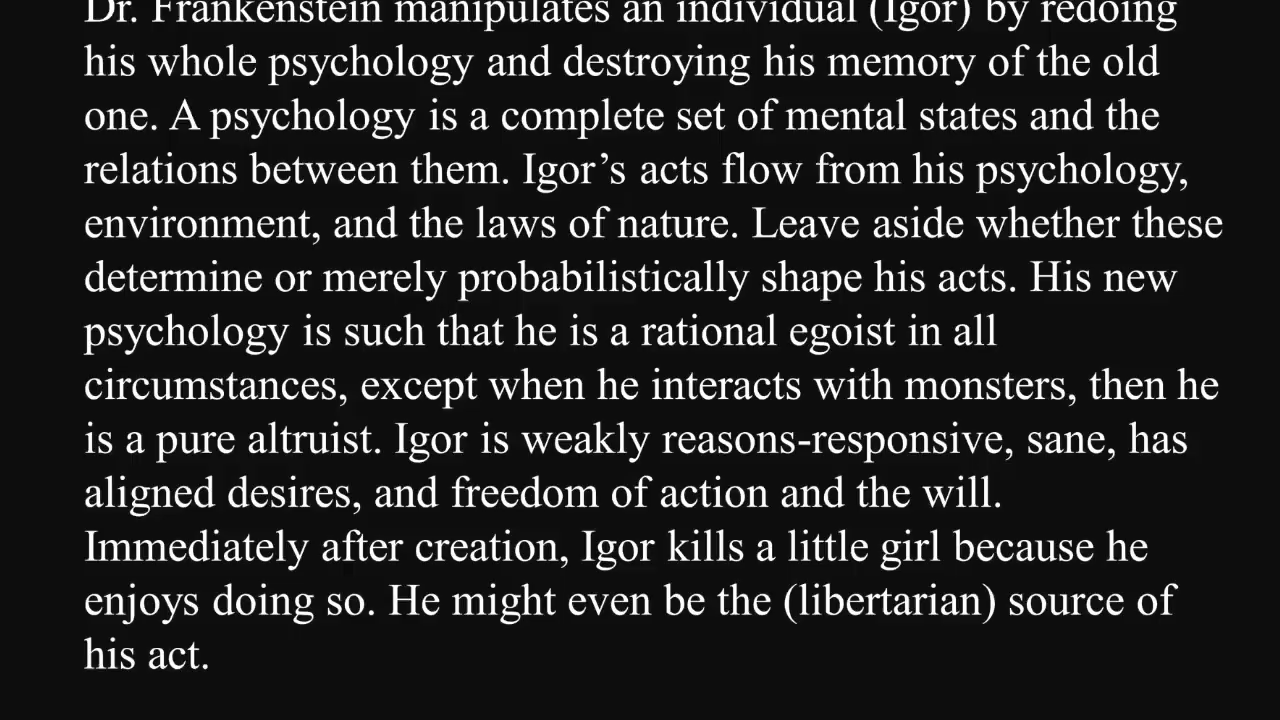 Dr. Frankenstein manipulates an individual (Igor) by redoing
his whole psychology and destroying his memory of the old
one. A psychology is a complete set of mental states and the
relations between them. Igor’s acts flow from his psychology,
environment, and the laws of nature. Leave aside whether these
determine or merely probabilistically shape his acts. His new
psychology is such that he is a rational egoist in all
circumstances, except when he interacts with monsters, then he
is a pure altruist. Igor is weakly reasons-responsive, sane, has
aligned desires, and freedom of action and the will.
Immediately after creation, Igor kills a little girl because he
enjoys doing so. He might even be the (libertarian) source of
his act.